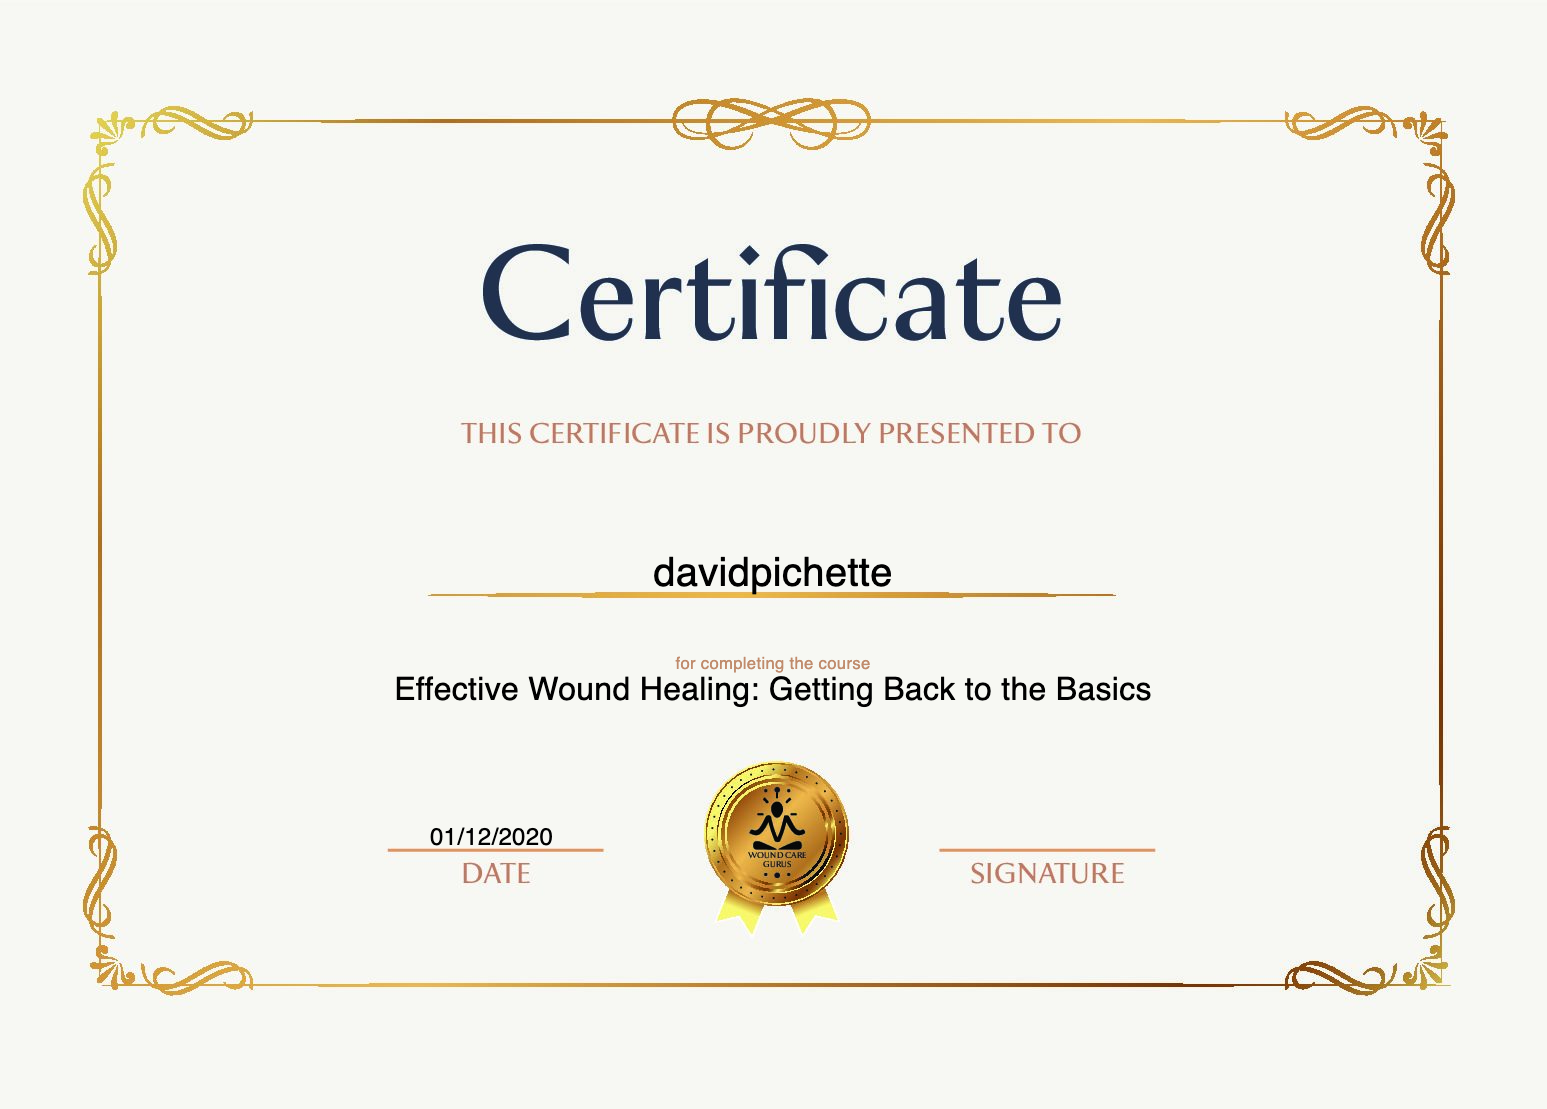 Certificate
THIS CERTIFICATE IS PROUDLY PRESENTED TO
davidpichette
for completing the course
Effective Wound Healing: Getting Back to the Basics
01/12/2020
DATE
WOUND CARE
GURUS
SIGNATURE